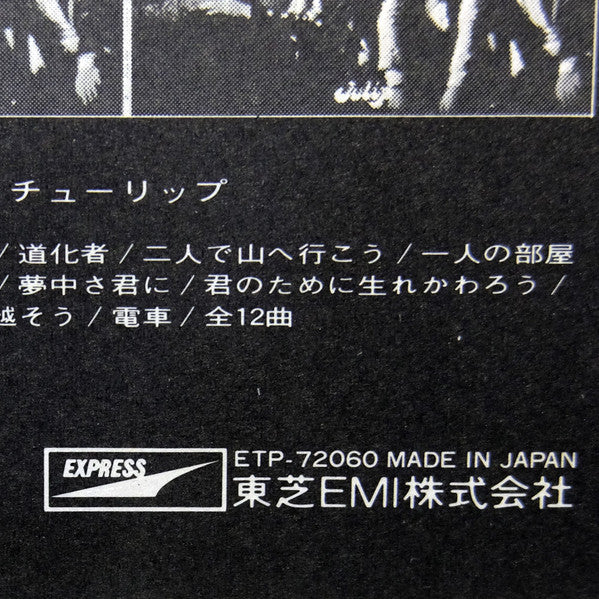 チューリップ
/ 道化者 / 二人で山へ行こう / 一人の部屋
/ 夢中さ君に / 君のために生れかわろう /
越そう / 電車 / 全12曲
EXPRESS
ETP-72060 MADE IN JAPAN
東芝EMI株式会社